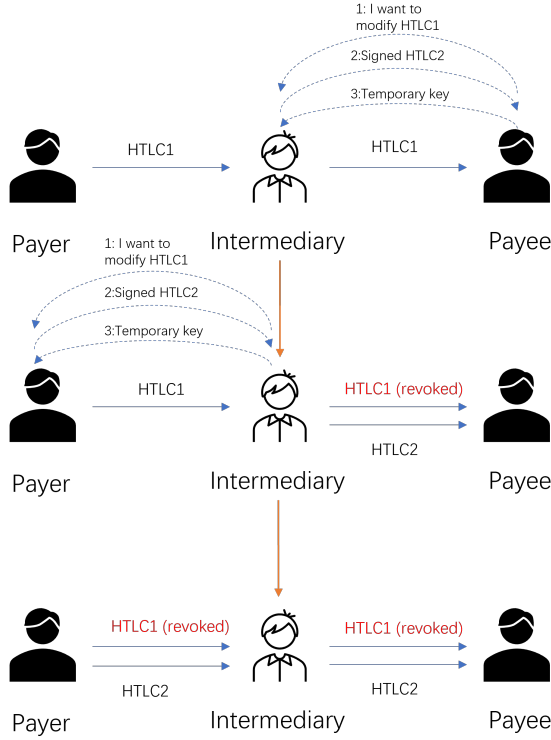 1: I want to
modify HTLC1
2:Signed HTLC2
3:Temporary key
HTLC1
HTLC1
Payer
Intermediary
Payee
1: I want to
modify HTLC1
2:Signed HTLC2
3:Temporary key
HTLC1
HTLC1 (revoked)
HTLC2
Payer
Intermediary
Payee
HTLC1 (revoked)
HTLC1 (revoked)
HTLC2
HTLC2
Payer
Intermediary
Payee